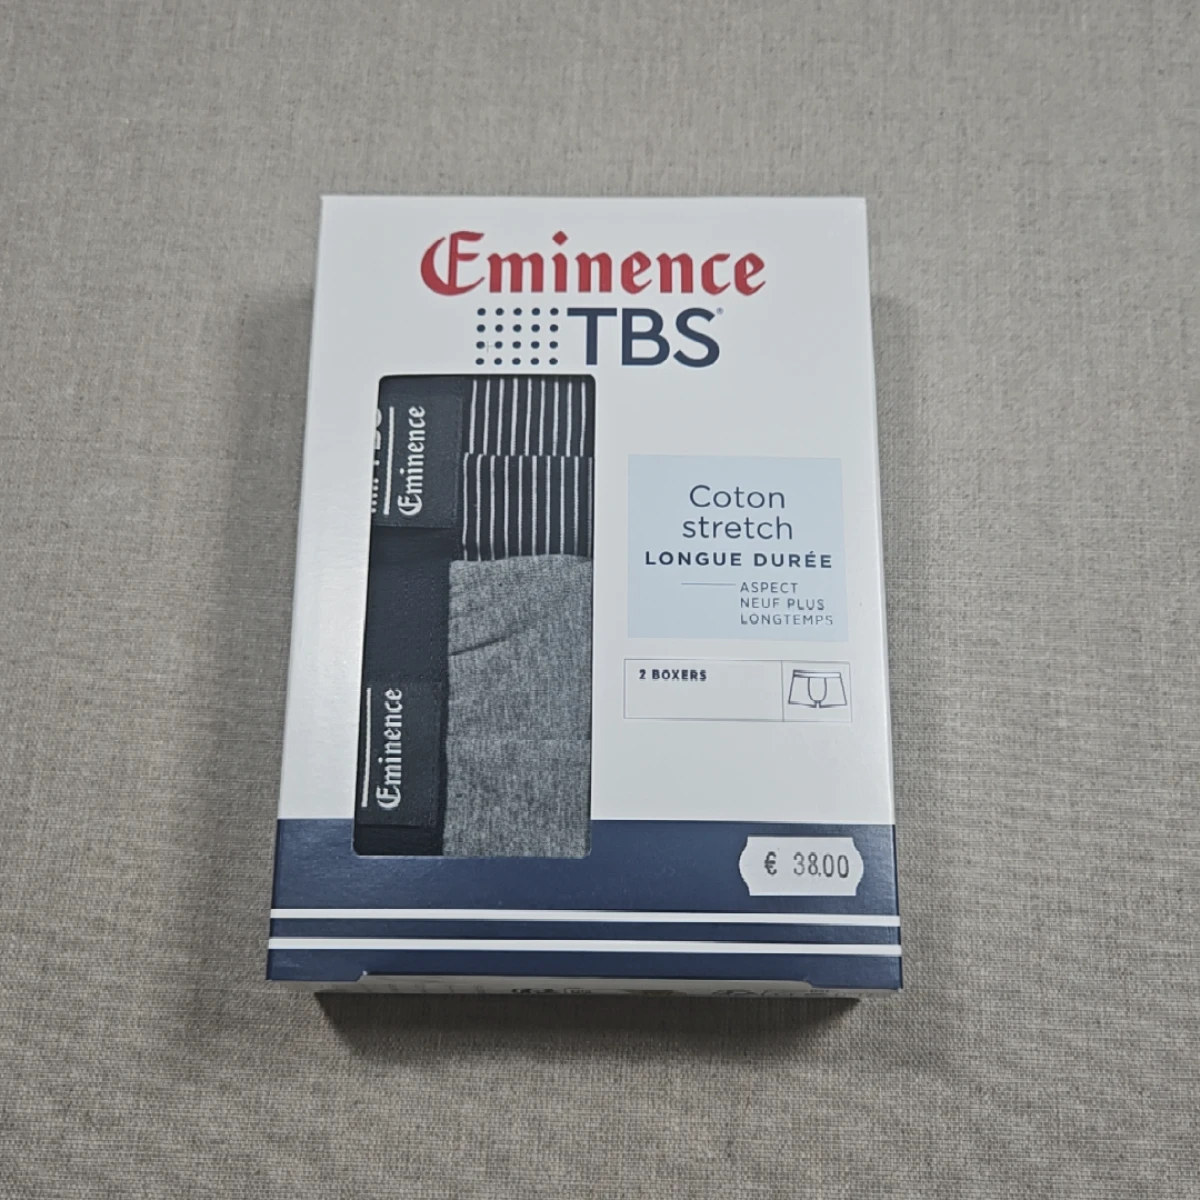 Eminence
TBS
Eminence
Eminence
Coton
stretch
LONGUE DURÉE
ASPECT
NEUF PLUS
LONGTEMPS
2 BOXERS
€ 38.00